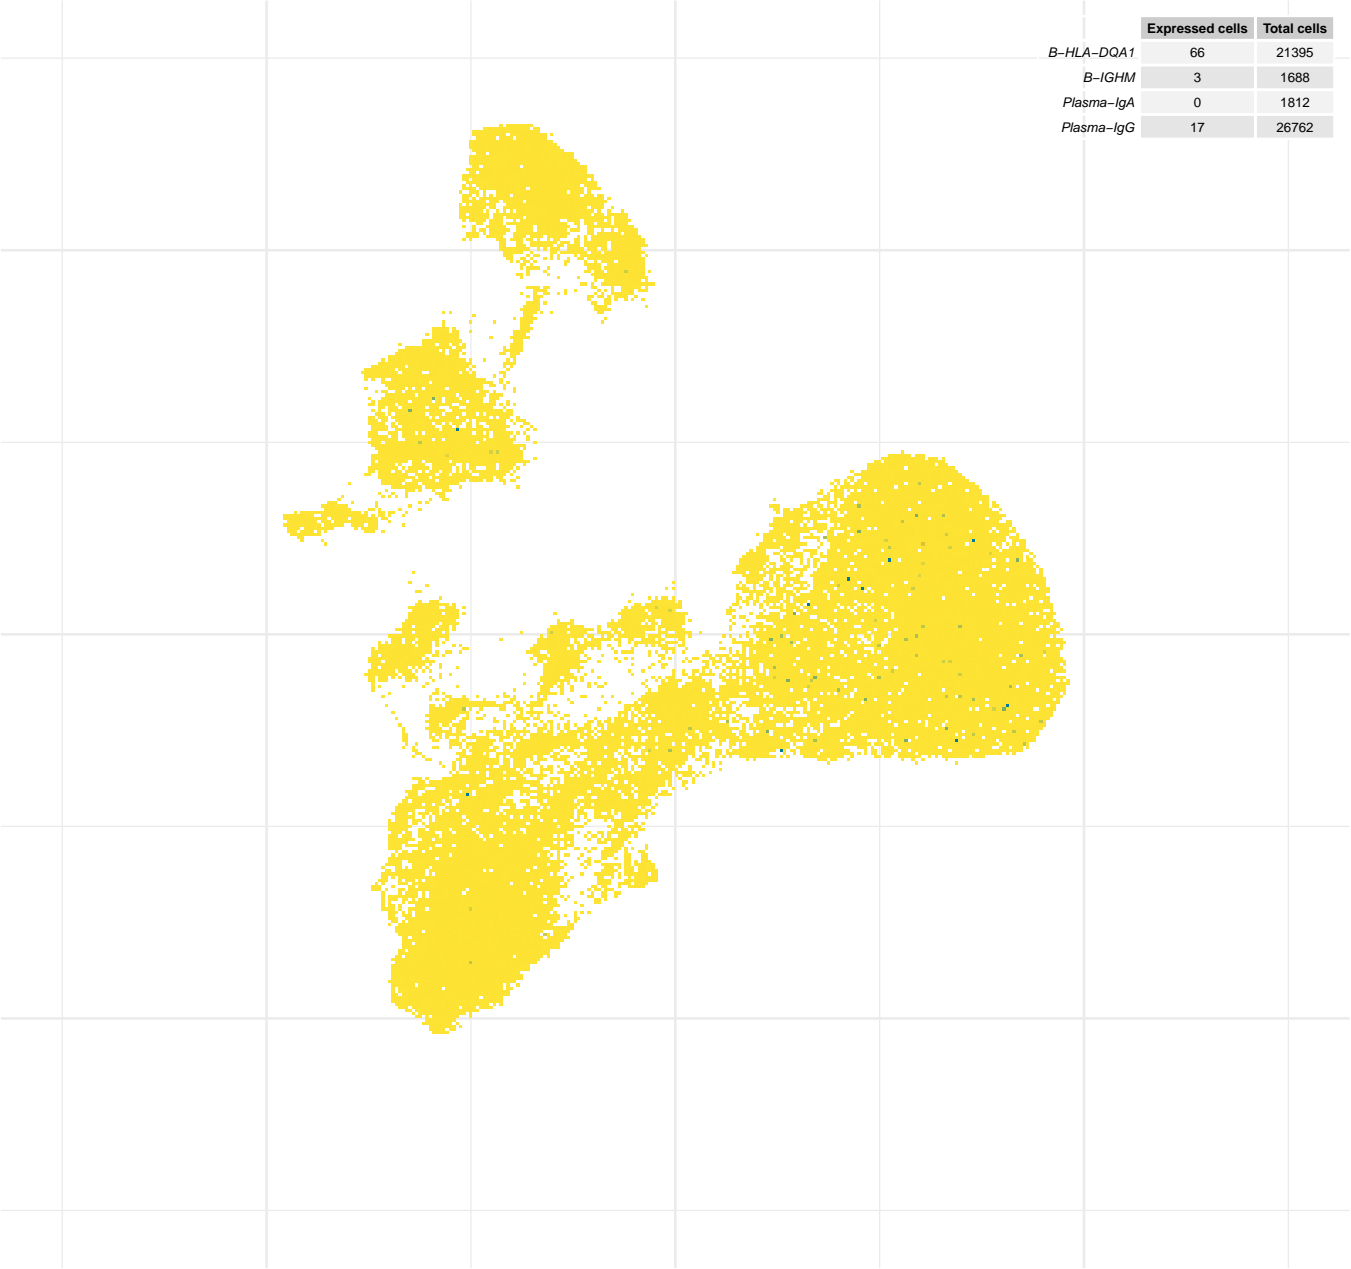 Expressed cells Total cells
B−HLA−DQA1 66 21395
B−IGHM 3 1688
Plasma−IgA 0 1812
Plasma−IgG 17 26762